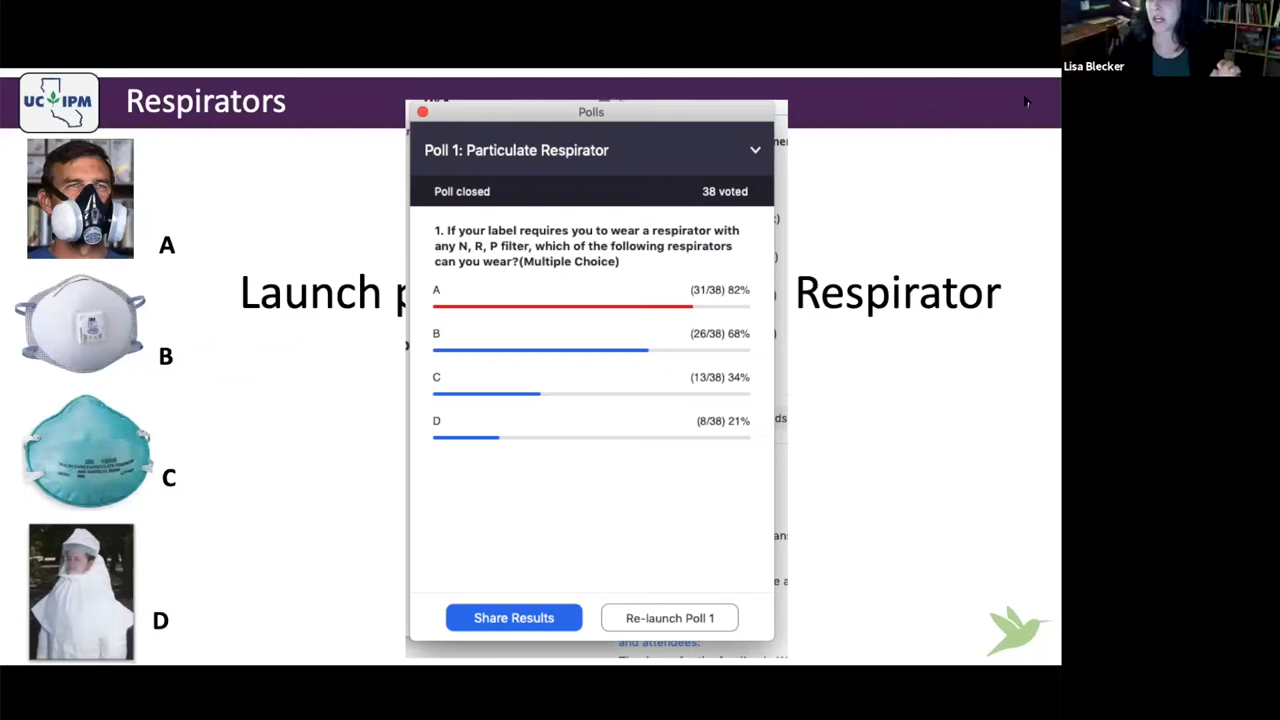 Lisa Blecker
UC IPM
Respirators
Polls
Poll 1: Particulate Respirator
Poll closed 38 voted
1. If your label requires you to wear a respirator with
any N, R, P filter, which of the following respirators
can you wear?(Multiple Choice)
A (31/38) 82%
B (26/38) 68%
C (13/38) 34%
D (8/38) 21%
Share Results Re-launch Poll 1
A
B
C
D
Launch Respirator
and attendees.